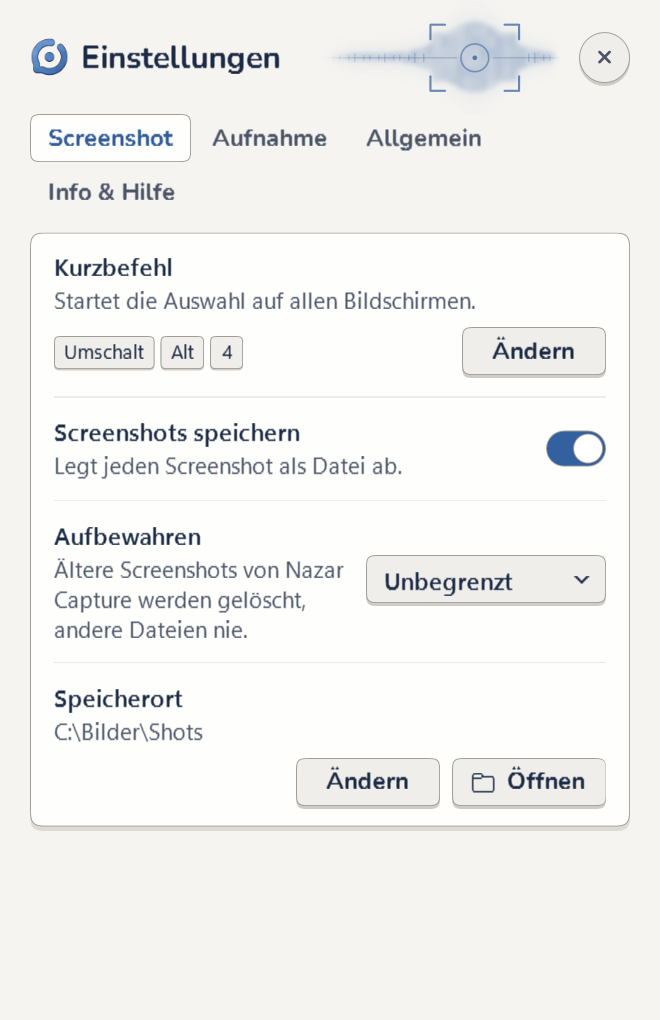 Einstellungen
Screenshot Aufnahme Allgemein
Info & Hilfe
Kurzbefehl
Startet die Auswahl auf allen Bildschirmen.
Umschalt Alt 4 Ändern
Screenshots speichern
Legt jeden Screenshot als Datei ab.
Aufbewahren
Ältere Screenshots von Nazar
Capture werden gelöscht,
andere Dateien nie.
Unbegrenzt
Speicherort
C:\Bilder\Shots
Ändern Öffnen